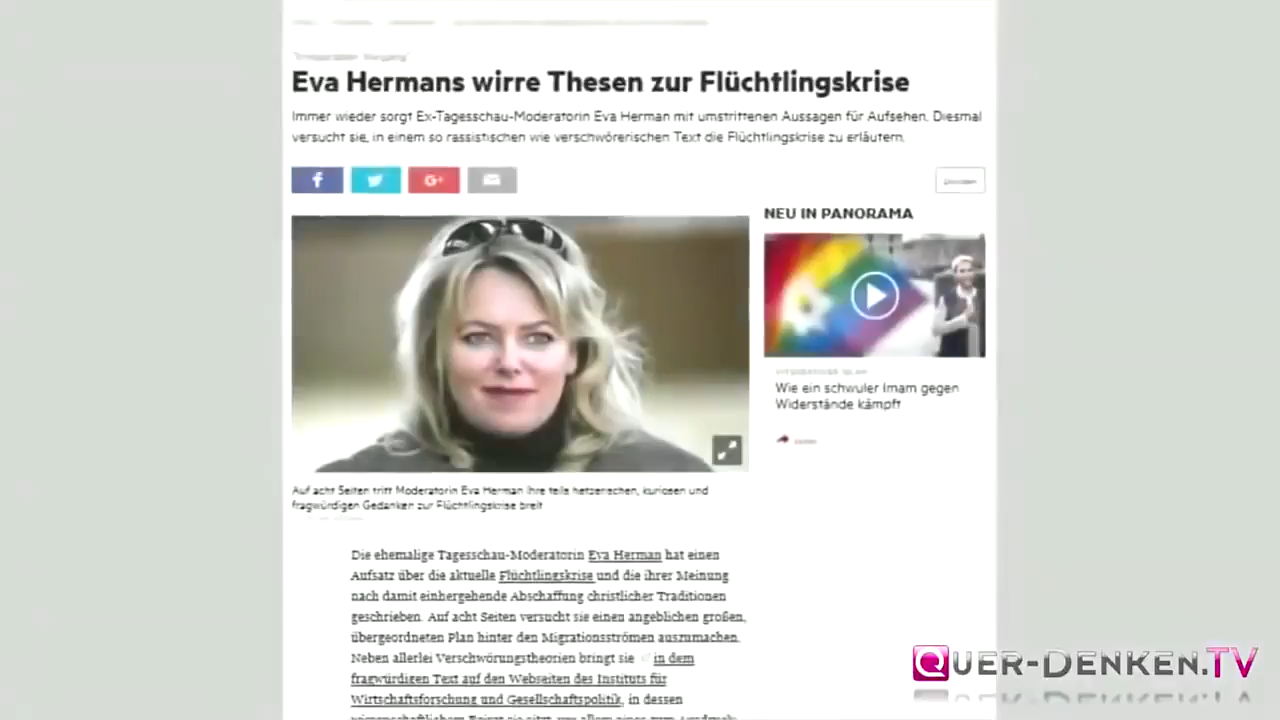 Eva Hermans wirre Thesen zur Flüchtlingskrise
Immer wieder sorgt Ex-Tagesschau-Moderatorin Eva Herman mit umstrittenen Aussagen für Aufsehen. Diesmal
versucht sie, in einem so rassistischen wie verschwörerischen Text die Flüchtlingskrise zu erläutern.
f
G+
NEU IN PANORAMA
Wie ein schwuler Imam gegen
Widerstände kämpft
Auf acht Seiten tritt Moderatorin Eva Herman ihre teils hetzerischen, kuriosen und
fragwürdigen Gedanken zur Flüchtlingskrise breit
Die ehemalige Tagesschau-Moderatorin Eva Herman hat einen
Aufsatz über die aktuelle Flüchtlingskrise und die ihrer Meinung
nach damit einhergehende Abschaffung christlicher Traditionen
geschrieben. Auf acht Seiten versucht sie einen angeblichen großen,
übergeordneten Plan hinter den Migrationsströmen auszumachen.
Neben allerlei Verschwörungstheorien bringt sie in dem
fragwürdigen Text auf den Webseiten des Instituts für
Wirtschaftsforschung und Gesellschaftspolitik, in dessen
QUER-DENKEN.TV